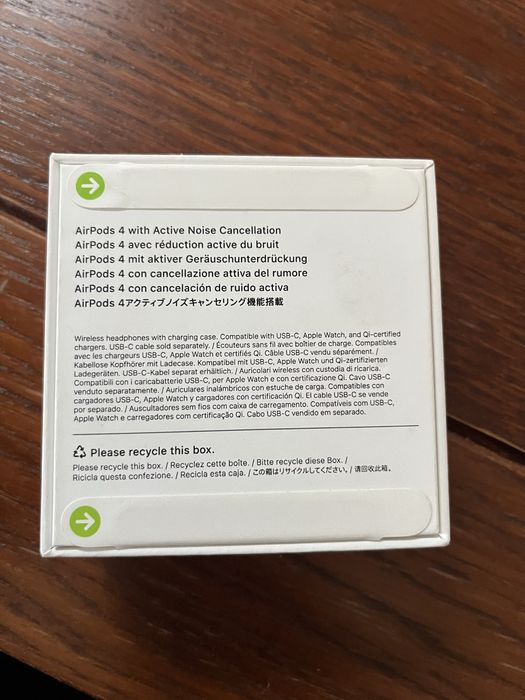 AirPods 4 with Active Noise Cancellation
AirPods 4 avec réduction active du bruit
AirPods 4 mit aktiver Geräuschunterdrückung
AirPods 4 con cancellazione attiva del rumore
AirPods 4 con cancelación de ruido activa
AirPods 4アクティブノイズキャンセリング機能搭載
Wireless headphones with charging case. Compatible with USB-C, Apple Watch, and Qi-certified
chargers. USB-C cable sold separately. / Écouteurs sans fil avec boîtier de charge. Compatibles
avec les chargeurs USB-C, Apple Watch et certifiés Qi. Câble USB-C vendu séparément. /
Kabellose Kopfhörer mit Ladecase. Kompatibel mit USB-C, Apple Watch und Qi-zertifizierten
Ladegeräten. USB-C-Kabel separat erhältlich. / Auricolari wireless con custodia di ricarica.
Compatibili con i caricabatterie USB-C, per Apple Watch e con certificazione Qi. Cavo USB-C
venduto separatamente. / Auriculares inalámbricos con estuche de carga. Compatibles con
cargadores USB-C, Apple Watch y cargadores con certificación Qi. El cable USB-C se vende
por separado. / Auscultadores sem fios com caixa de carregamento. Compatíveis com USB-C,
Apple Watch e carregadores com certificação Qi. Cabo USB-C vendido em separado.
Please recycle this box.
Please recycle this box. / Recyclez cette boîte. / Bitte recycle diese Box. /
Ricicla questa confezione. / Recicla esta caja. / この箱はリサイクルしてください。/ 请回收此箱。